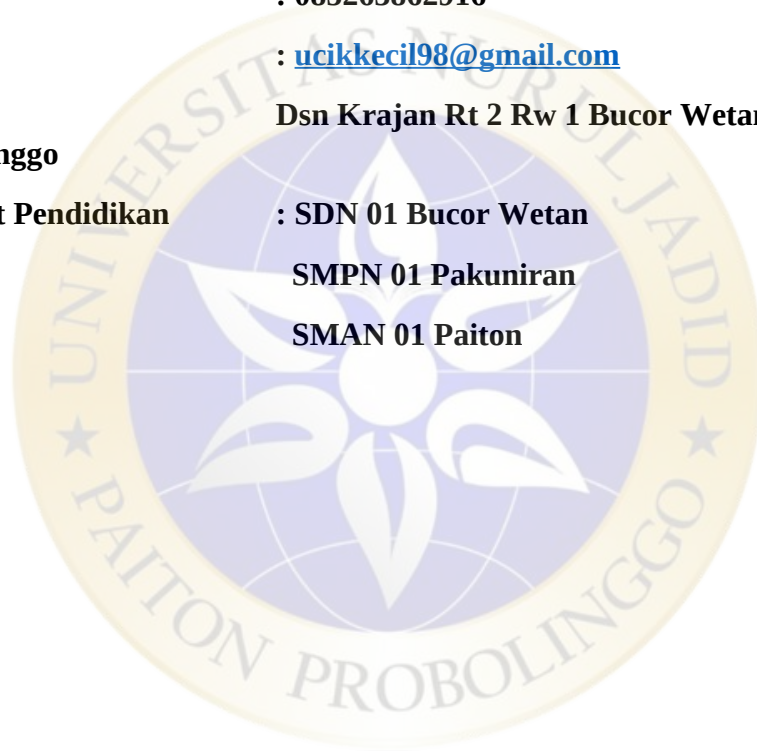 : ucikkecil98@gmail.com
Dsn Krajan Rt 2 Rw 1 Bucor Wetan
nggo
t Pendidikan : SDN 01 Bucor Wetan
SMPN 01 Pakuniran
SMAN 01 Paiton
UNIVERSITAS NURUL JADID
★ PAITON PROBOLINGGO ★